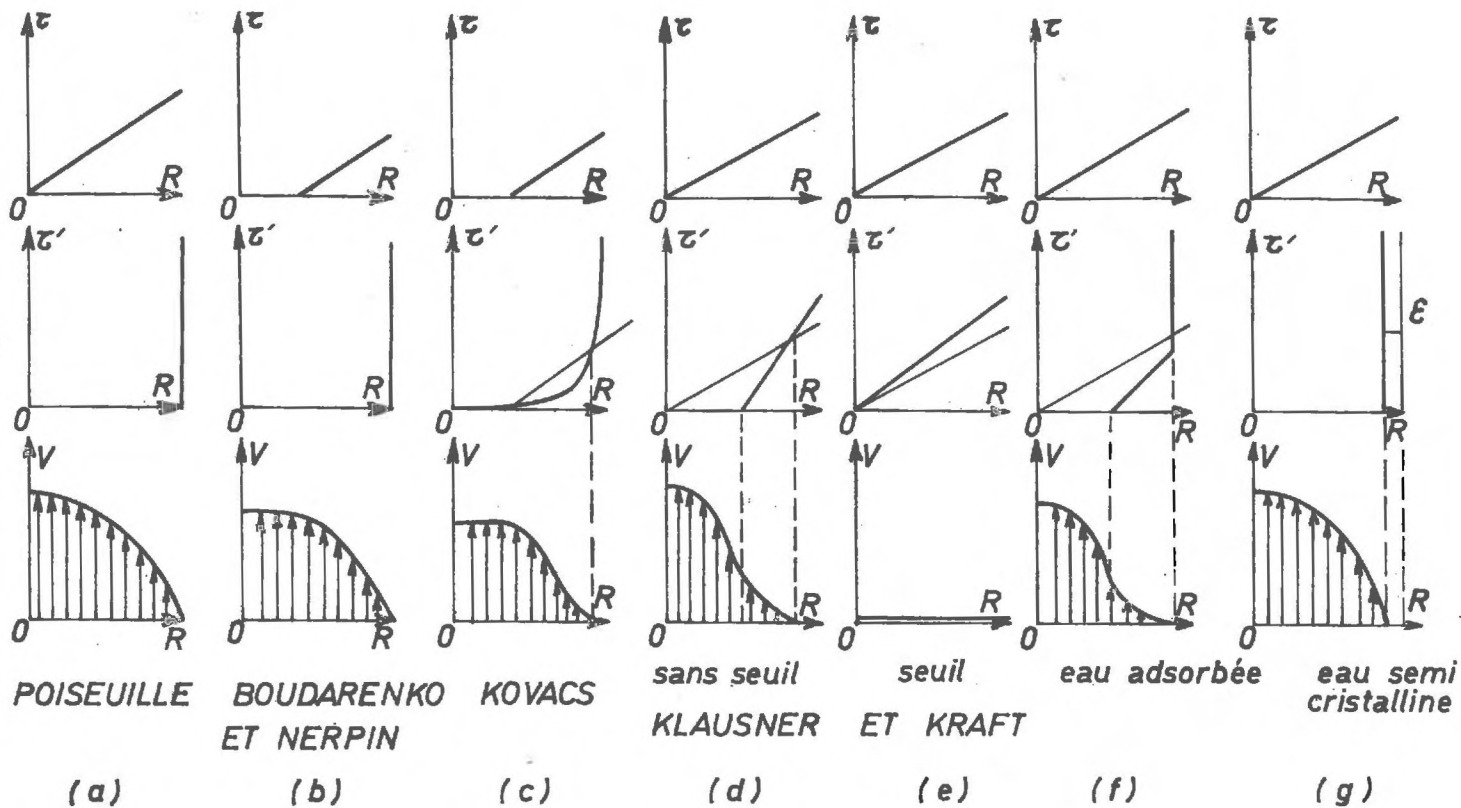 τ τ τ τ τ τ τ
R R R R R R R
0 0 0 0 0 0 0
τ' τ' τ' τ' τ' τ' τ'
ε
R R R R R R R
0 0 0 0 0 0 0
V V V V V V V
R R R R R R R
0 0 0 0 0 0 0
POISEUILLE
BOUDARENKO
ET NERPIN
KOVACS
sans seuil
seuil
KLAUSNER ET KRAFT
eau adsorbée
eau semi
cristalline
(a) (b) (c) (d) (e) (f) (g)